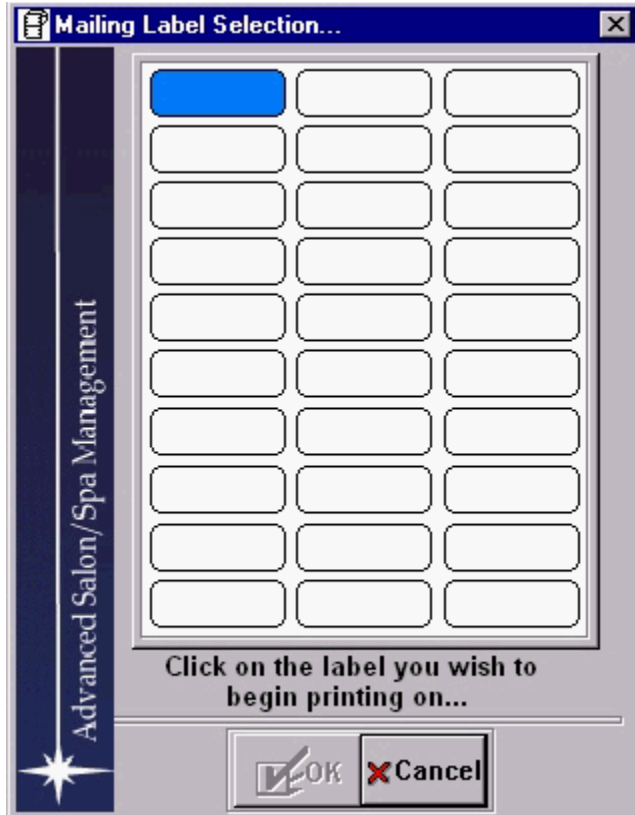 Mailing Label Selection...
Advanced Salon/Spa Management
Click on the label you wish to
begin printing on...
OK
Cancel